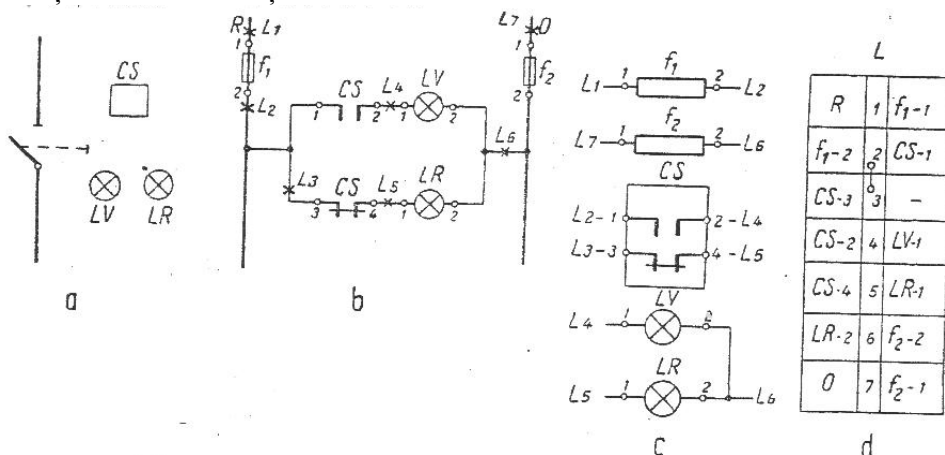 CS
LV LR
a
R L1
1
f1
2
L2
CS L4 LV
1 2 1 2
L3 CS L5 LR
3 4 1 2
L6
L7 O
1
f2
2
b
f1
L1 1 2 L2
f2
L7 1 2 L6
CS
L2-1 2-L4
L3-3 4-L5
LV
L4 1 2
LR
L5 1 2 L6
c
L
R 1 f1-1
f1-2 2 CS-1
CS-3 3 -
CS-2 4 LV-1
CS-4 5 LR-1
LR-2 6 f2-2
O 7 f2-1
d